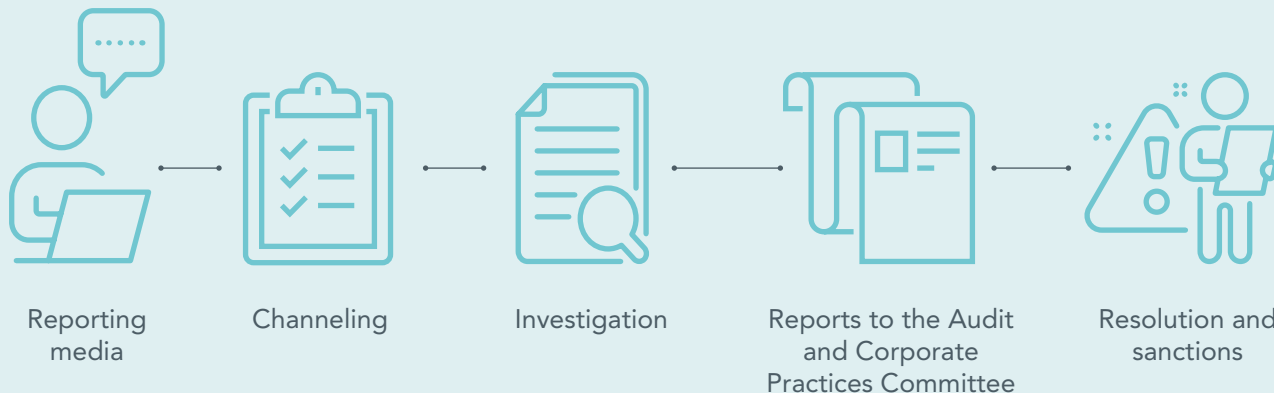 Reporting
media
Channeling
Investigation
Reports to the Audit
and Corporate
Practices Committee
Resolution and
sanctions